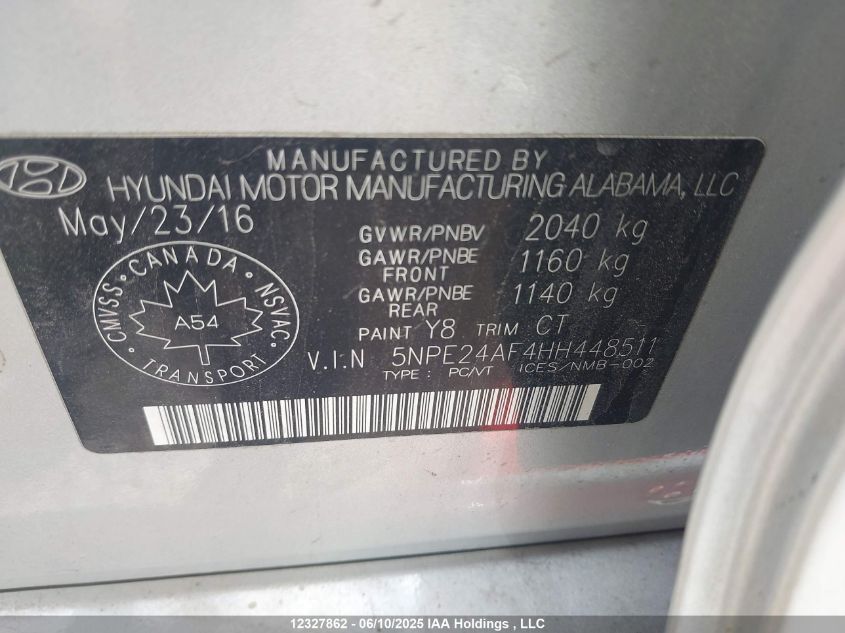 MANUFACTURED BY
HYUNDAI MOTOR MANUFACTURING ALABAMA, LLC
May/23/16
GVWR/PNBV 2040 kg
GAWR/PNBE FRONT 1160 kg
GAWR/PNBE REAR 1140 kg
PAINT Y8 TRIM CT
CMVSS • CANADA • NSVAC • TRANSPORT •
A54
V.I.N 5NPE24AF4HH448511
TYPE : PC/VT ICES/NMB-002
12327862 - 06/10/2025 IAA Holdings , LLC